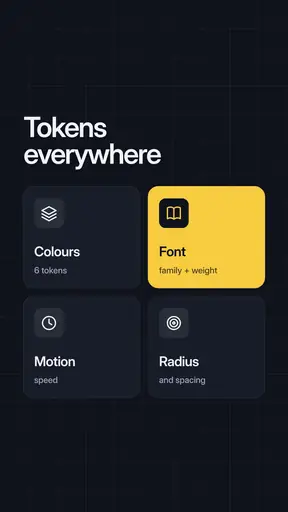 Tokens
everywhere
Colours
6 tokens
Font
family + weight
Motion
speed
Radius
and spacing